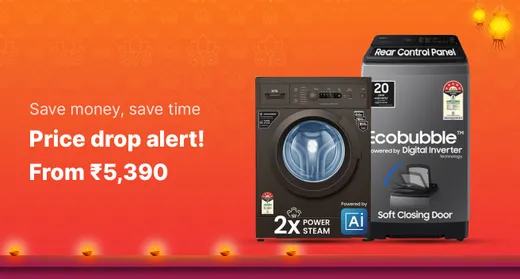 Save money, save time
Price drop alert!
From ₹5,390
2x POWER
STEAM
Powered by
Ai
Rear Control Panel
20
Ecobubble™
powered by Digital Inverter
Technology
Soft Closing Door